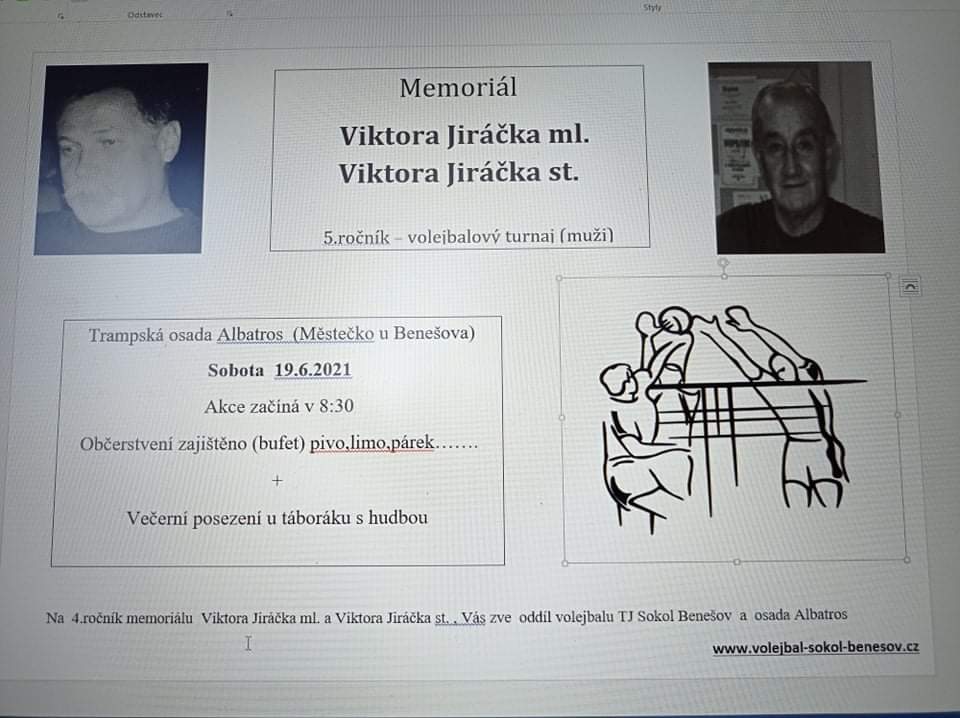 Odstavec
Styly
Memoriál
Viktora Jiráčka ml.
Viktora Jiráčka st.
5.ročník – volejbalový turnaj (muži)
Trampská osada Albatros (Městečko u Benešova)
Sobota 19.6.2021
Akce začíná v 8:30
Občerstvení zajištěno (bufet) pivo,limo,párek…….
+
Večerní posezení u táboráku s hudbou
Na 4.ročník memoriálu Viktora Jiráčka ml. a Viktora Jiráčka st. , Vás zve oddíl volejbalu TJ Sokol Benešov a osada Albatros
www.volejbal-sokol-benesov.cz